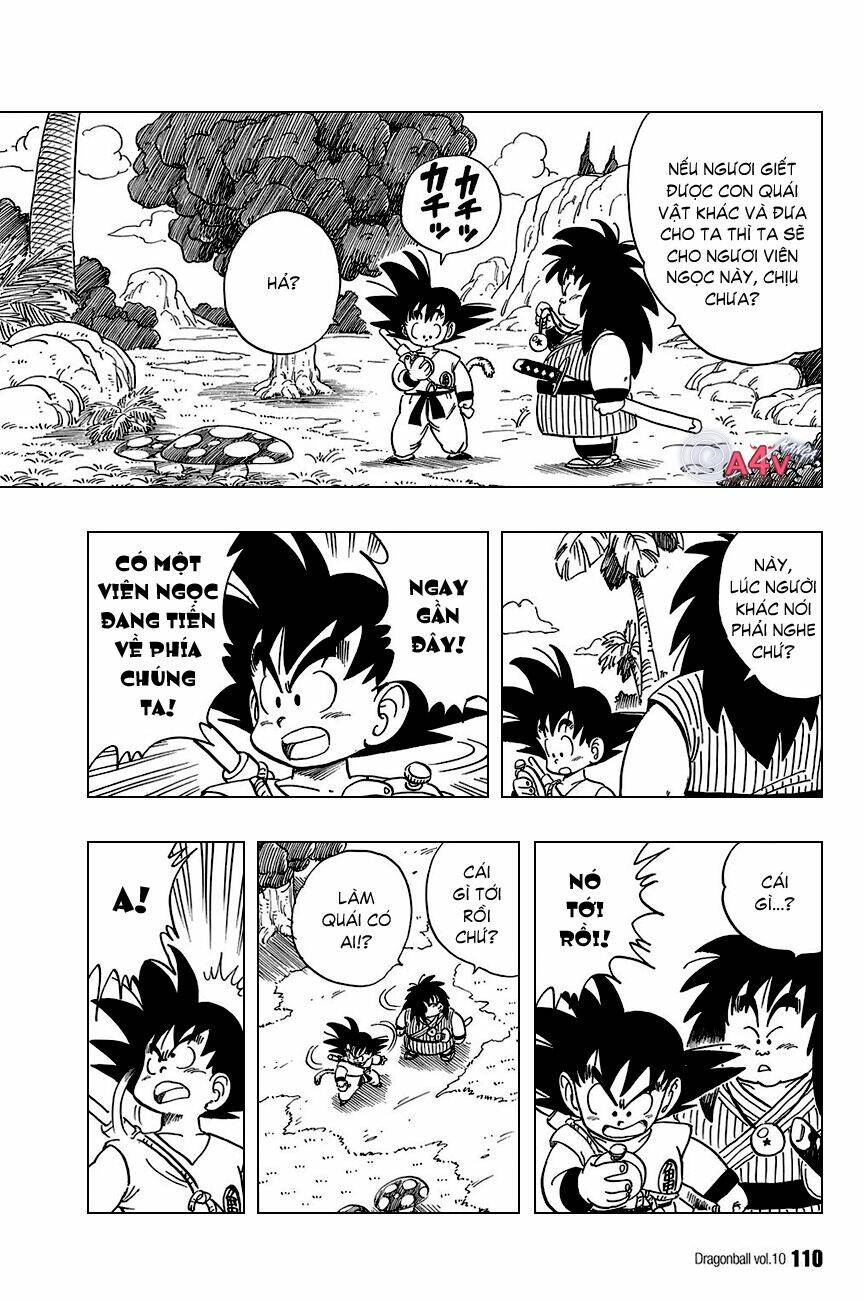 NẾU NGƯƠI GIẾT
ĐƯỢC CON QUÁI
VẬT KHÁC VÀ ĐƯA
CHO TA THÌ TA SẼ
CHO NGƯƠI VIÊN
NGỌC NÀY, CHỊU
CHƯA?
カチッ
カチッ
HẢ?
A4V
NÀY,
LÚC NGƯỜI
KHÁC NÓI
PHẢI NGHE
CHỨ?
NGAY
GẦN
ĐÂY!
CÓ MỘT
VIÊN NGỌC
ĐANG TIẾN
VỀ PHÍA
CHÚNG
TA!
CÁI
GÌ...?
NÓ
TỚI
RỒI!
CÁI
GÌ TỚI
RỒI
CHỨ?
LÀM
QUÁI CÓ
AI!?
A!
Dragonball vol.10 110